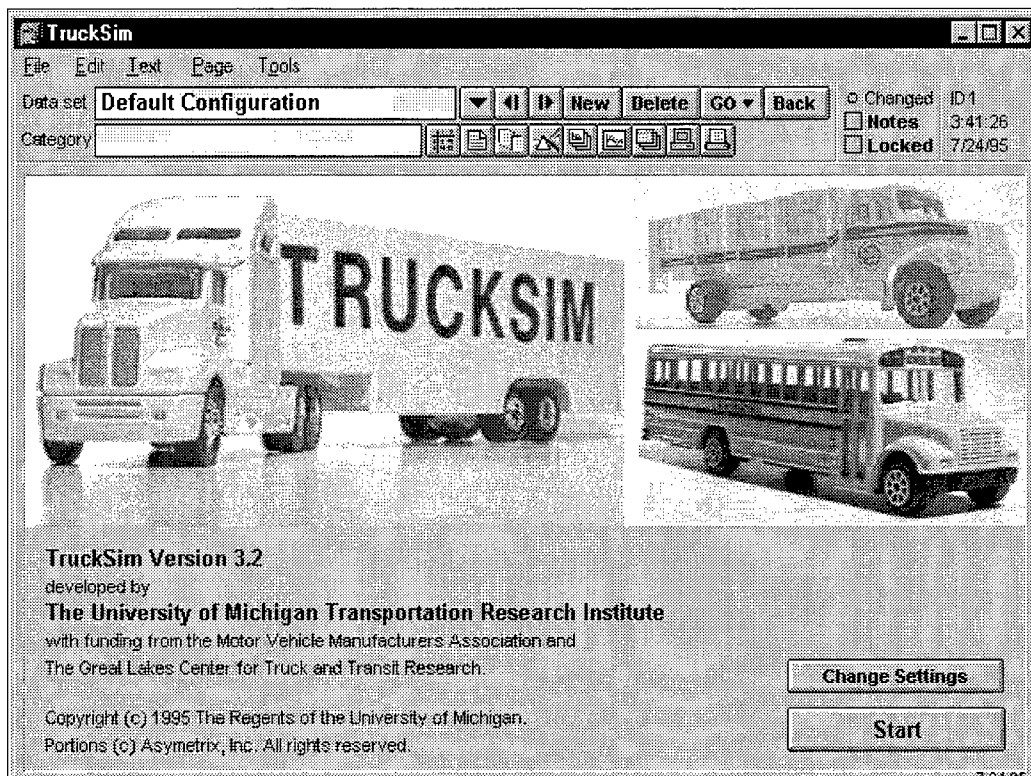 TruckSim
File Edit Text Page Tools
Data set Default Configuration New Delete GO Back Changed ID1
Notes 3:41:26
Category Locked 7/24/95
TRUCKSIM
TruckSim Version 3.2
developed by
The University of Michigan Transportation Research Institute
with funding from the Motor Vehicle Manufacturers Association and
The Great Lakes Center for Truck and Transit Research.
Change Settings
Copyright (c) 1995 The Regents of the University of Michigan.
Start
Portions (c) Asymetrix, Inc. All rights reserved.